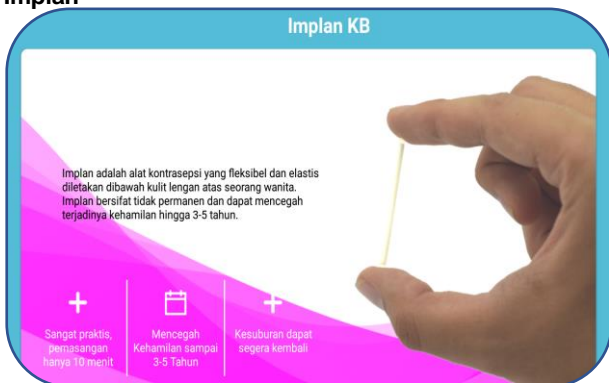 Implan
Implan KB
Implan adalah alat kontrasepsi yang fleksibel dan elastis
diletakan dibawah kulit lengan atas seorang wanita.
Implan bersifat tidak permanen dan dapat mencegah
terjadinya kehamilan hingga 3-5 tahun.
Sangat praktis,
pemasangan
hanya 10 menit
Mencegah
Kehamilan sampai
3-5 Tahun
Kesuburan dapat
segera kembali